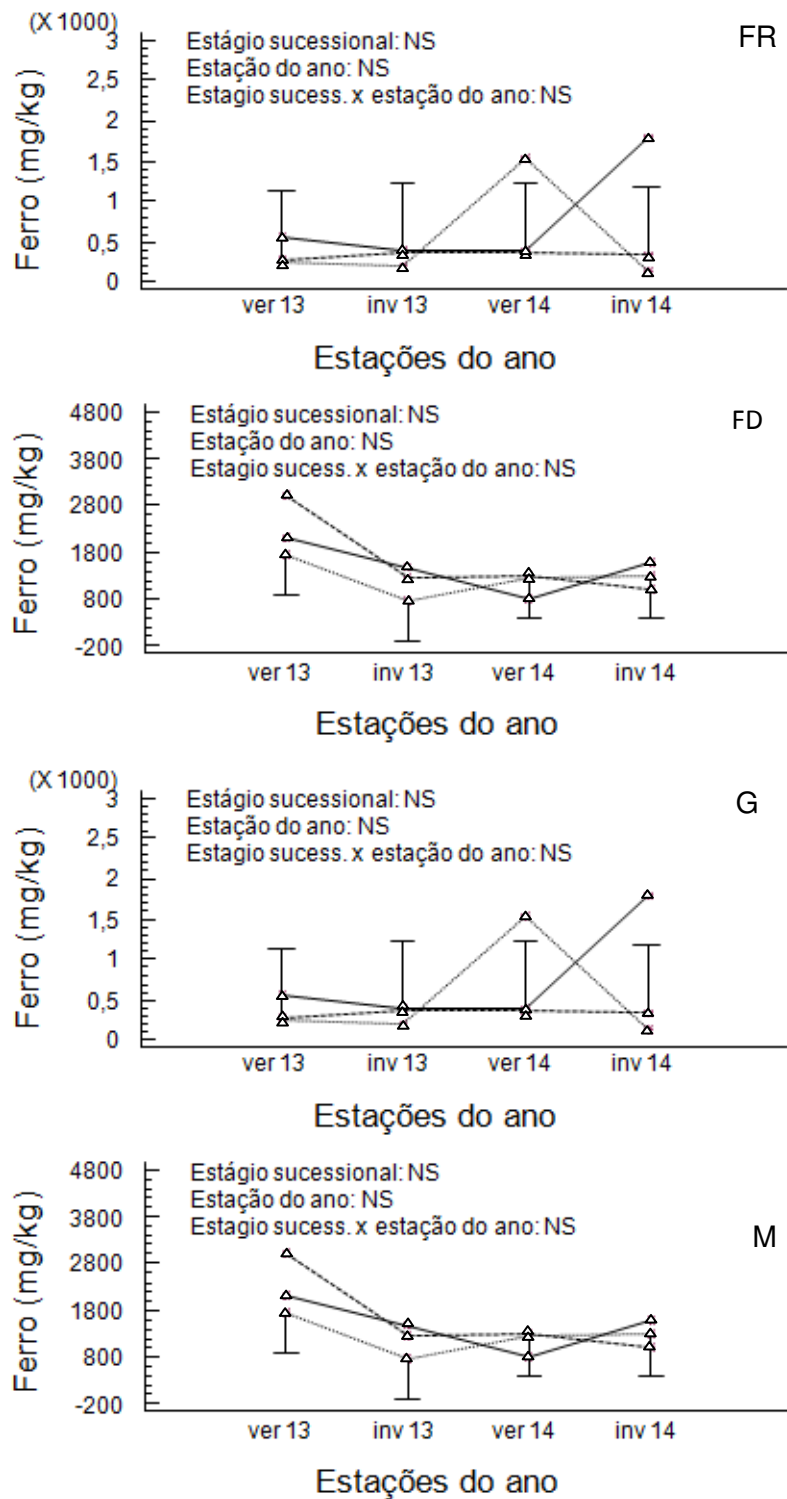 (X 1000)
Estágio sucessional: NS
Estação do ano: NS
Estagio sucess. x estação do ano: NS
FR
Ferro (mg/kg)
3
2,5
2
1,5
1
0,5
0
ver 13 inv 13 ver 14 inv 14
Estações do ano
Estágio sucessional: NS
Estação do ano: NS
Estagio sucess. x estação do ano: NS
FD
Ferro (mg/kg)
4800
3800
2800
1800
800
-200
ver 13 inv 13 ver 14 inv 14
Estações do ano
(X 1000)
Estágio sucessional: NS
Estação do ano: NS
Estagio sucess. x estação do ano: NS
G
Ferro (mg/kg)
3
2,5
2
1,5
1
0,5
0
ver 13 inv 13 ver 14 inv 14
Estações do ano
Estágio sucessional: NS
Estação do ano: NS
Estagio sucess. x estação do ano: NS
M
Ferro (mg/kg)
4800
3800
2800
1800
800
-200
ver 13 inv 13 ver 14 inv 14
Estações do ano